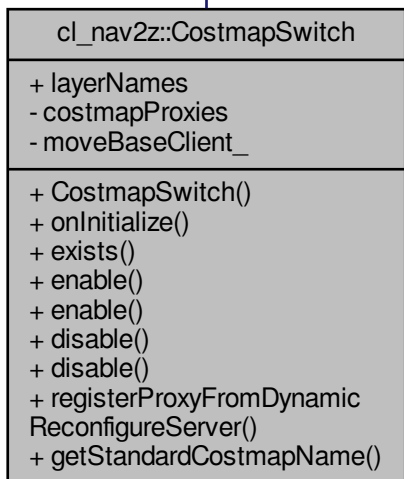 cl_nav2z::CostmapSwitch
+ layerNames
- costmapProxies
- moveBaseClient_
+ CostmapSwitch()
+ onInitialize()
+ exists()
+ enable()
+ enable()
+ disable()
+ disable()
+ registerProxyFromDynamic
ReconfigureServer()
+ getStandardCostmapName()